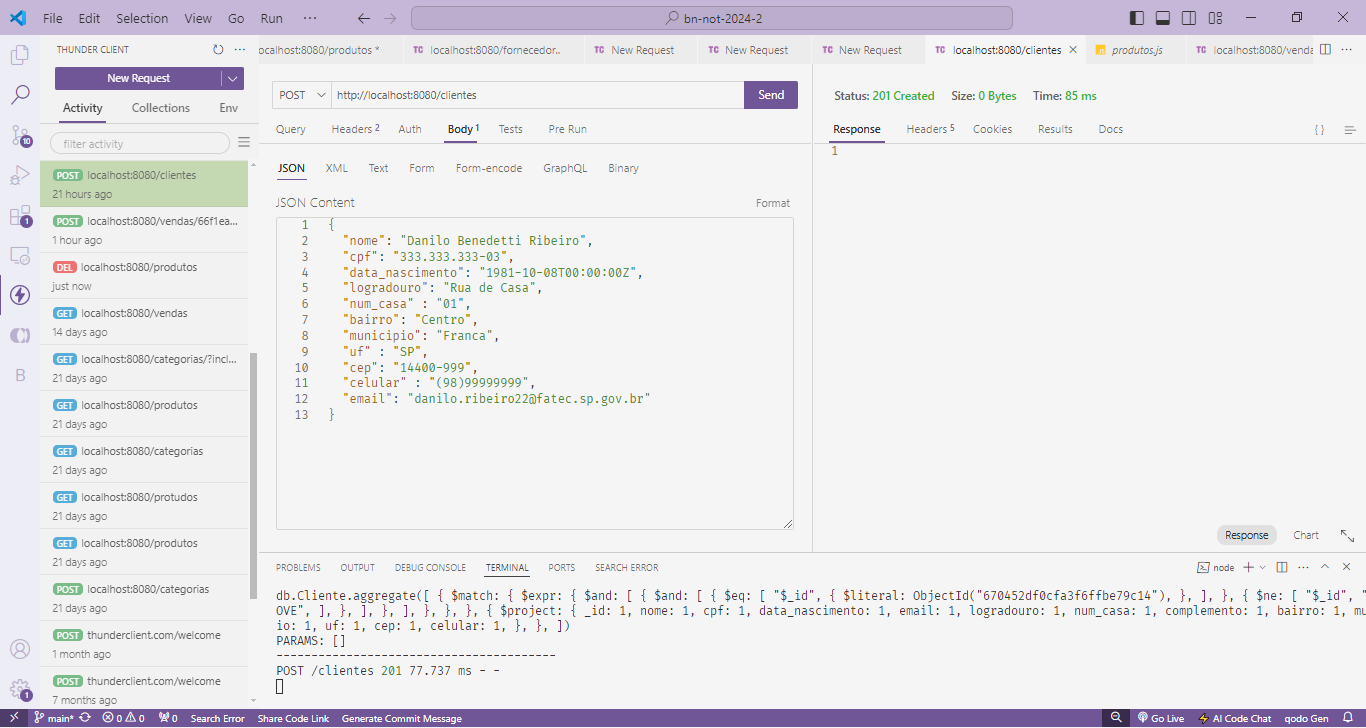 File Edit Selection View Go Run ··· bn-not-2024-2
THUNDER CLIENT
New Request
Activity Collections Env
filter activity
POST localhost:8080/clientes
21 hours ago
POST localhost:8080/vendas/66f1ea...
1 hour ago
DEL localhost:8080/produtos
just now
GET localhost:8080/vendas
14 days ago
GET localhost:8080/categorias/?incl...
21 days ago
GET localhost:8080/produtos
21 days ago
GET localhost:8080/categorias
21 days ago
GET localhost:8080/protudos
21 days ago
GET localhost:8080/produtos
21 days ago
POST localhost:8080/categorias
21 days ago
POST thunderclient.com/welcome
1 month ago
POST thunderclient.com/welcome
7 months ago
10
1
B
1
ocalhost:8080/produtos * TC localhost:8080/fornecedor.. TC New Request TC New Request TC New Request TC localhost:8080/clientes × JS produtos.js TC localhost:8080/venda
POST http://localhost:8080/clientes Send
Query Headers 2 Auth Body 1 Tests Pre Run
JSON XML Text Form Form-encode GraphQL Binary
JSON Content Format
1 {
2 "nome": "Danilo Benedetti Ribeiro",
3 "cpf": "333.333.333-03",
4 "data_nascimento": "1981-10-08T00:00:00Z",
5 "logradouro": "Rua de Casa",
6 "num_casa" : "01",
7 "bairro": "Centro",
8 "municipio": "Franca",
9 "uf" : "SP",
10 "cep": "14400-999",
11 "celular" : "(98)99999999",
12 "email": "danilo.ribeiro22@fatec.sp.gov.br"
13 }
Status: 201 Created Size: 0 Bytes Time: 85 ms
Response Headers 5 Cookies Results Docs { }
1
Response Chart
PROBLEMS OUTPUT DEBUG CONSOLE TERMINAL PORTS SEARCH ERROR node
db.Cliente.aggregate([ { $match: { $expr: { $and: [ { $and: [ { $eq: [ "$_id", { $literal: ObjectId("670452df0cfa3f6ffbe79c14"), }, ], }, { $ne: [ "$_id", "
OVE", ], }, ], }, ], }, }, }, { $project: { _id: 1, nome: 1, cpf: 1, data_nascimento: 1, email: 1, logradouro: 1, num_casa: 1, complemento: 1, bairro: 1, mu
io: 1, uf: 1, cep: 1, celular: 1, }, }, ])
PARAMS: []
---------------------------------------
POST /clientes 201 77.737 ms - -
main* 0 0 0 Search Error Share Code Link Generate Commit Message Go Live AI Code Chat qodo Gen